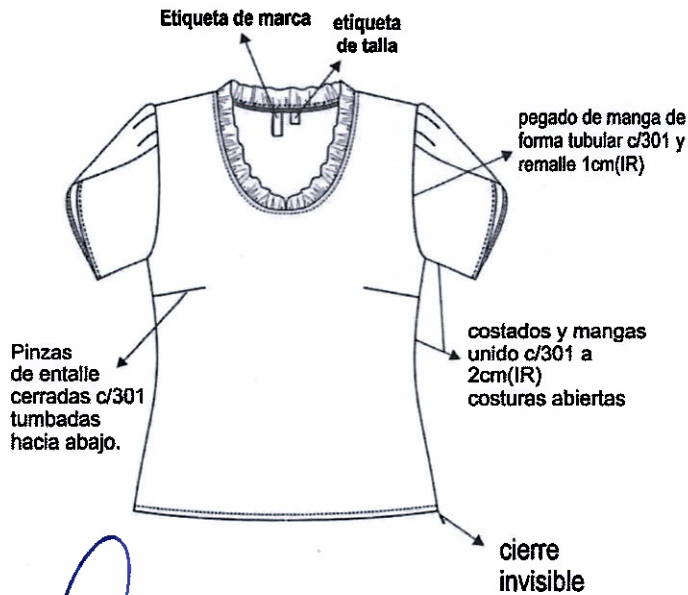 Etiqueta de marca
etiqueta
de talla
pegado de manga de
forma tubular c/301 y
remalle 1cm(IR)
Pinzas
de entalle
cerradas c/301
tumbadas
hacia abajo.
costados y mangas
unido c/301 a
2cm(IR)
costuras abiertas
cierre
invisible